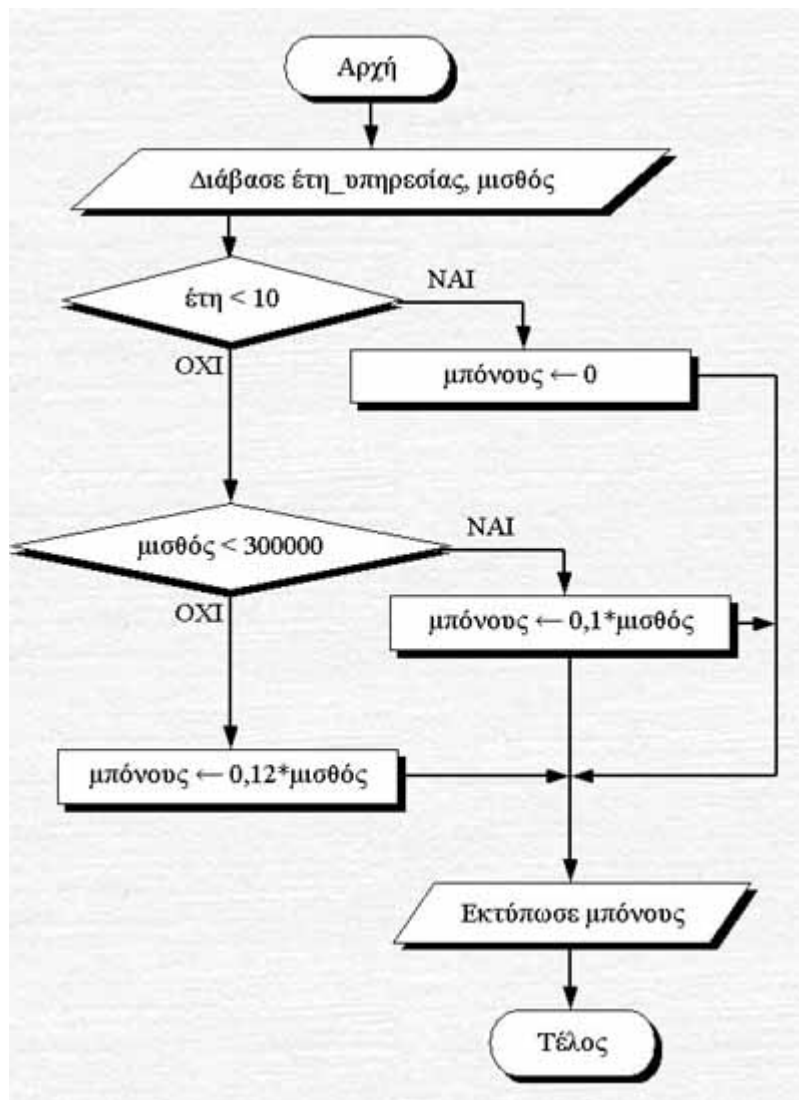 Αρχή
Διάβασε έτη_υπηρεσίας, μισθός
έτη < 10
ΝΑΙ
ΟΧΙ
μπόνους ← 0
μισθός < 300000
ΝΑΙ
ΟΧΙ
μπόνους ← 0,1*μισθός
μπόνους ← 0,12*μισθός
Εκτύπωσε μπόνους
Τέλος